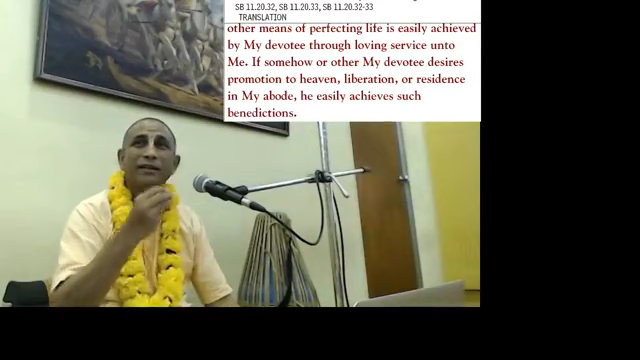 SB 11.20.32, SB 11.20.33, SB 11.20.32-33
TRANSLATION
other means of perfecting life is easily achieved
by My devotee through loving service unto
Me. If somehow or other My devotee desires
promotion to heaven, liberation, or residence
in My abode, he easily achieves such
benedictions.